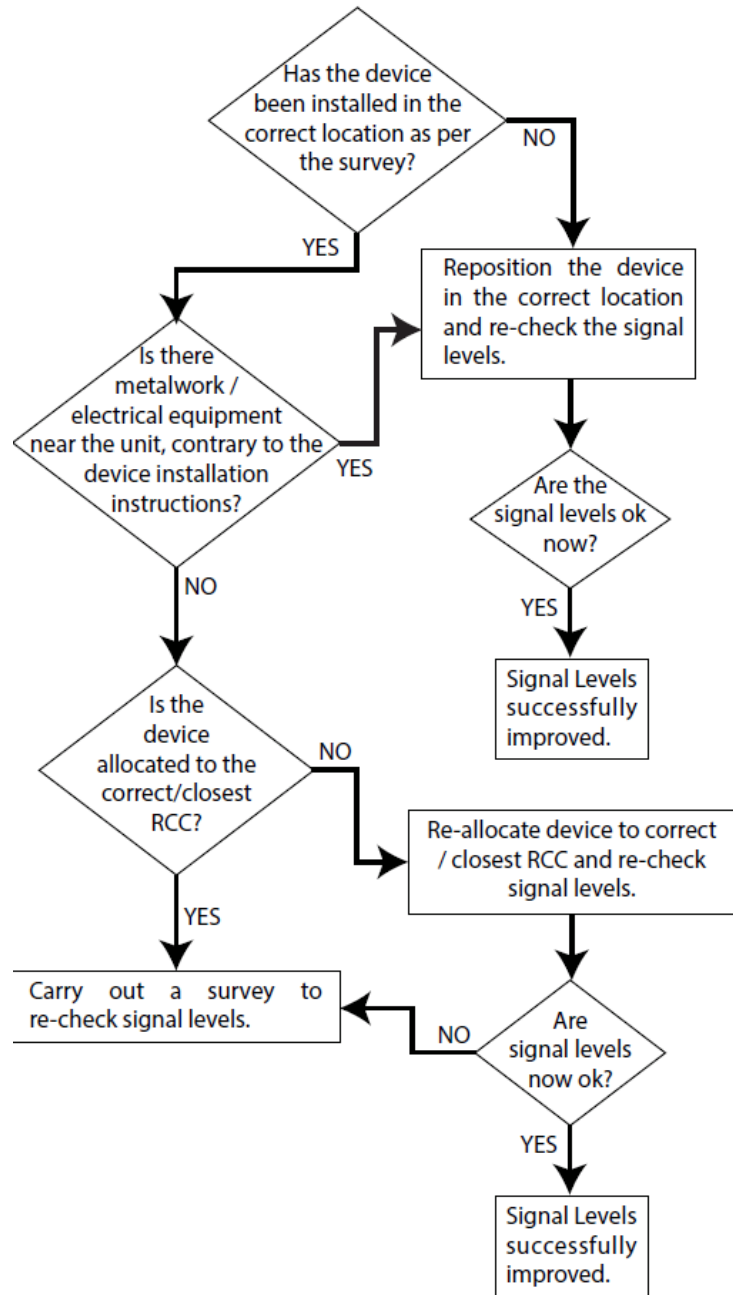 Has the device
been installed in the
correct location as per
the survey?
NO
YES
Reposition the device
in the correct location
and re-check the signal
levels.
Is there
metalwork /
electrical equipment
near the unit, contrary to the
device installation
instructions?
YES
NO
Are the
signal levels ok
now?
YES
Signal Levels
successfully
improved.
Is the
device
allocated to the
correct/closest
RCC?
NO
YES
Re-allocate device to correct
/ closest RCC and re-check
signal levels.
Carry out a survey to
re-check signal levels.
Are
signal levels
now ok?
NO
YES
Signal Levels
successfully
improved.